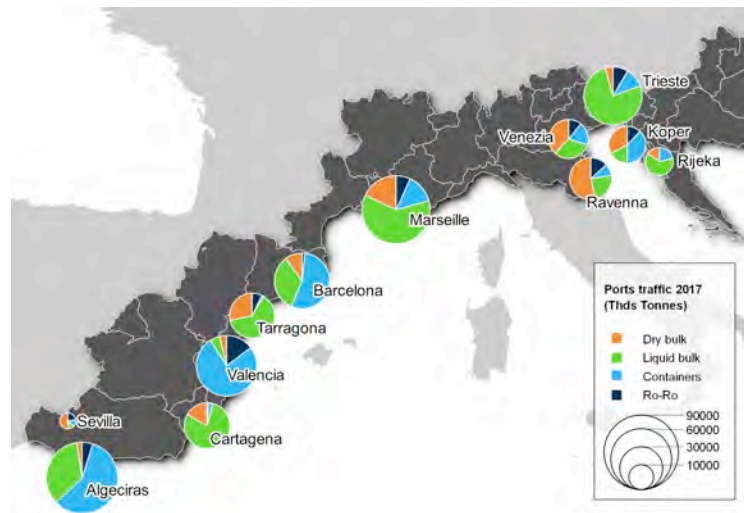 Trieste
Venezia
Koper
Rijeka
Ravenna
Marseille
Barcelona
Tarragona
Valencia
Sevilla
Cartagena
Algeciras
Ports traffic 2017
(Thds Tonnes)
Dry bulk
Liquid bulk
Containers
Ro-Ro
90000
60000
30000
10000